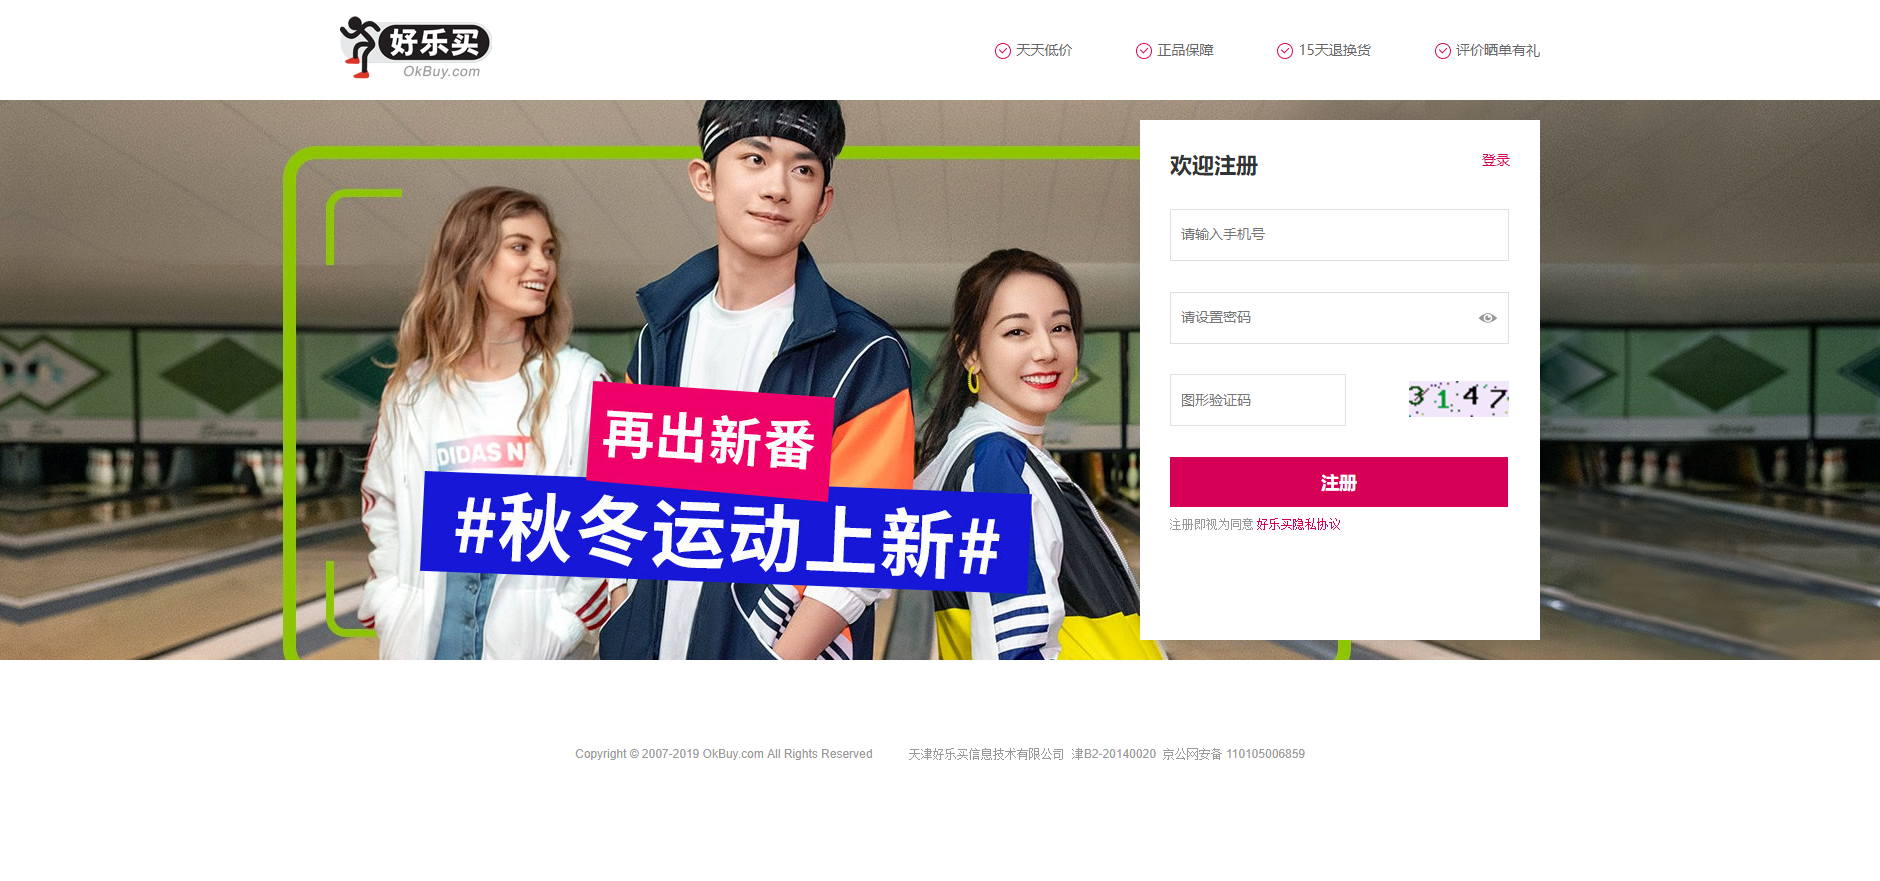 好乐买
OkBuy.com
天天低价
正品保障
15天退换货
评价晒单有礼
再出新番
#秋冬运动上新#
欢迎注册
登录
请输入手机号
请设置密码
图形验证码
3147
注册
注册即视为同意 好乐买隐私协议
Copyright © 2007-2019 OkBuy.com All Rights Reserved 天津好乐买信息技术有限公司 津B2-20140020 京公网安备 110105006859